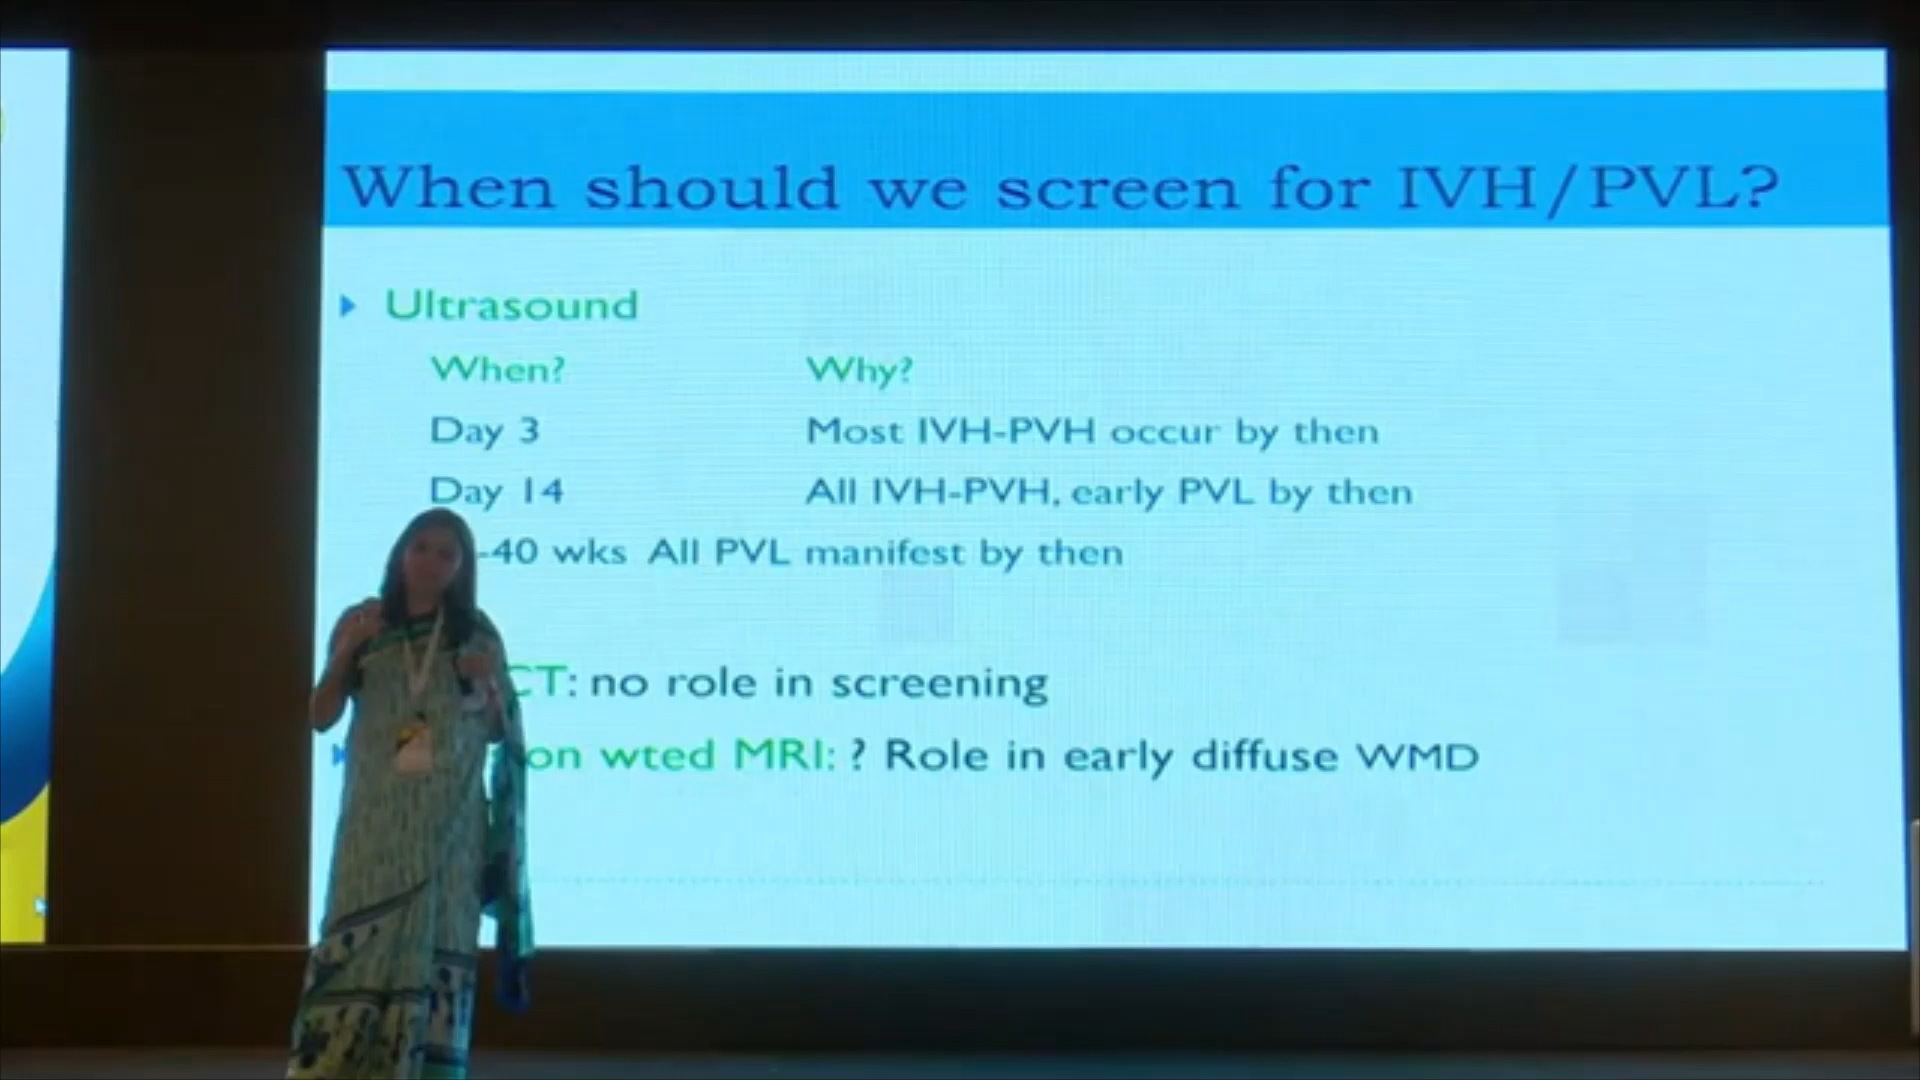 When should we screen for IVH/PVL?
Ultrasound
When? Why?
Day 3 Most IVH-PVH occur by then
Day 14 All IVH-PVH, early PVL by then
-40 wks All PVL manifest by then
CT: no role in screening
on wted MRI: ? Role in early diffuse WMD